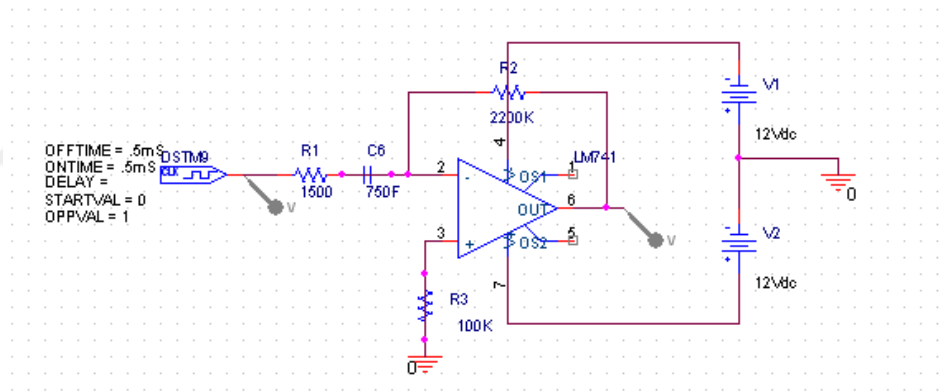 OFFTIME = .5mS
ONTIME = .5mS
DELAY =
STARTVAL = 0
OPPVAL = 1
DSTM9
CLK
V
R1
1500
C6
750F
R2
2200K
4
2
-
3
+
7
OS1
1
LM741
OUT
6
OS2
5
V
R3
100K
0
V1
-
+
12Vdc
0
V2
-
+
12Vdc